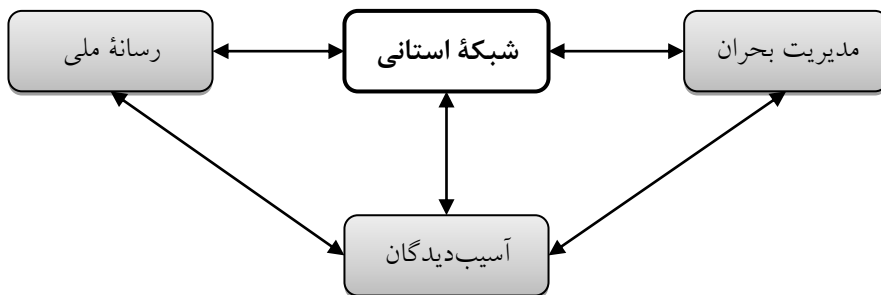 مدیریت بحران
شبکهٔ استانی
رسانهٔ ملی
آسیب‌دیدگان